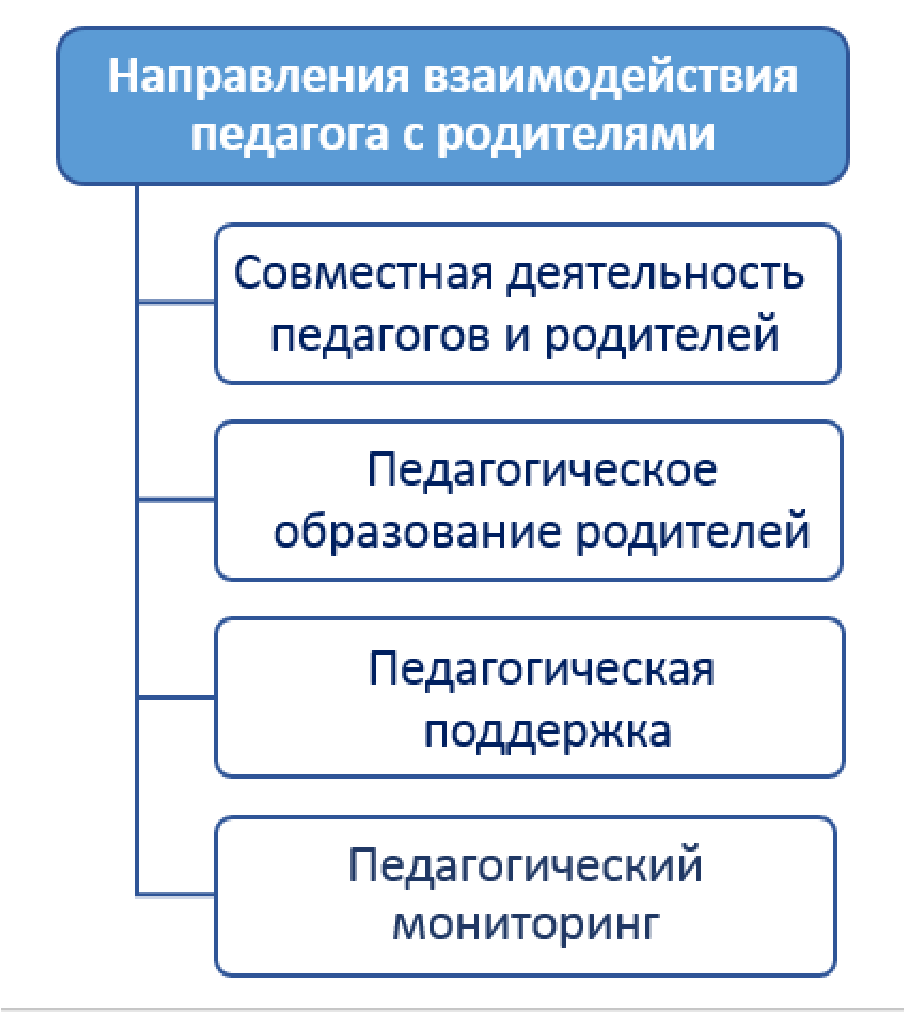 Направления взаимодействия
педагога с родителями
Совместная деятельность
педагогов и родителей
Педагогическое
образование родителей
Педагогическая
поддержка
Педагогический
мониторинг